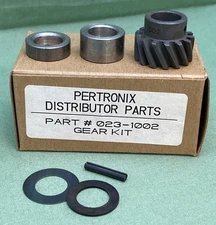 PERTRONIX
DISTRIBUTOR PARTS
PART # 023-1002
GEAR KIT